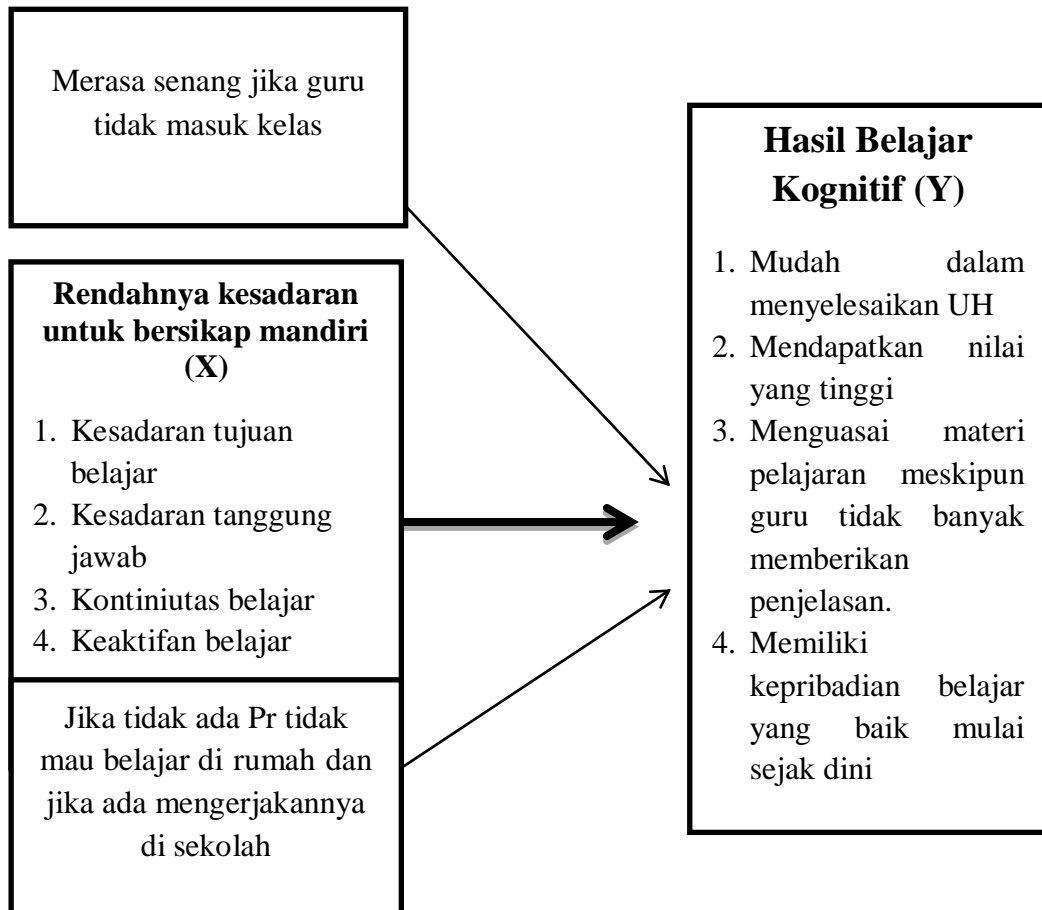 Merasa senang jika guru
tidak masuk kelas
Rendahnya kesadaran
untuk bersikap mandiri
(X)
1. Kesadaran tujuan
belajar
2. Kesadaran tanggung
jawab
3. Kontiniutas belajar
4. Keaktifan belajar
Jika tidak ada Pr tidak
mau belajar di rumah dan
jika ada mengerjakannya
di sekolah
Hasil Belajar
Kognitif (Y)
1. Mudah dalam
menyelesaikan UH
2. Mendapatkan nilai
yang tinggi
3. Menguasai materi
pelajaran meskipun
guru tidak banyak
memberikan
penjelasan.
4. Memiliki
kepribadian belajar
yang baik mulai
sejak dini